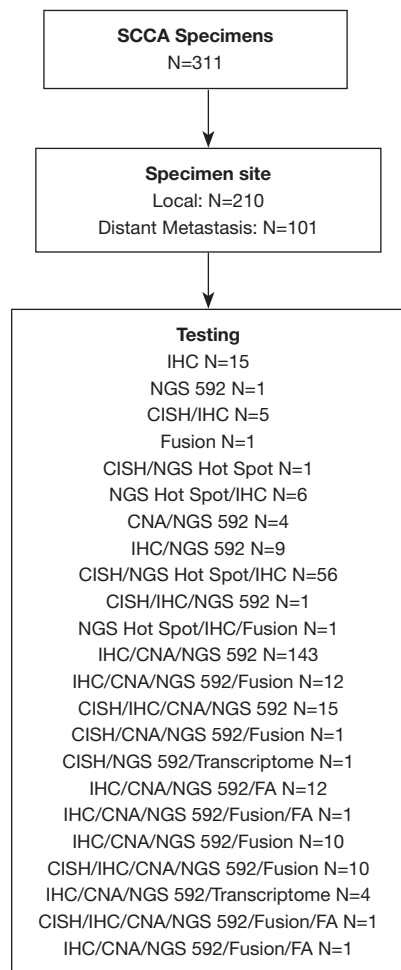 SCCA Specimens
N=311
Specimen site
Local: N=210
Distant Metastasis: N=101
Testing
IHC N=15
NGS 592 N=1
CISH/IHC N=5
Fusion N=1
CISH/NGS Hot Spot N=1
NGS Hot Spot/IHC N=6
CNA/NGS 592 N=4
IHC/NGS 592 N=9
CISH/NGS Hot Spot/IHC N=56
CISH/IHC/NGS 592 N=1
NGS Hot Spot/IHC/Fusion N=1
IHC/CNA/NGS 592 N=143
IHC/CNA/NGS 592/Fusion N=12
CISH/IHC/CNA/NGS 592 N=15
CISH/CNA/NGS 592/Fusion N=1
CISH/NGS 592/Transcriptome N=1
IHC/CNA/NGS 592/FA N=12
IHC/CNA/NGS 592/Fusion/FA N=1
IHC/CNA/NGS 592/Fusion N=10
CISH/IHC/CNA/NGS 592/Fusion N=10
IHC/CNA/NGS 592/Transcriptome N=4
CISH/IHC/CNA/NGS 592/Fusion/FA N=1
IHC/CNA/NGS 592/Fusion/FA N=1